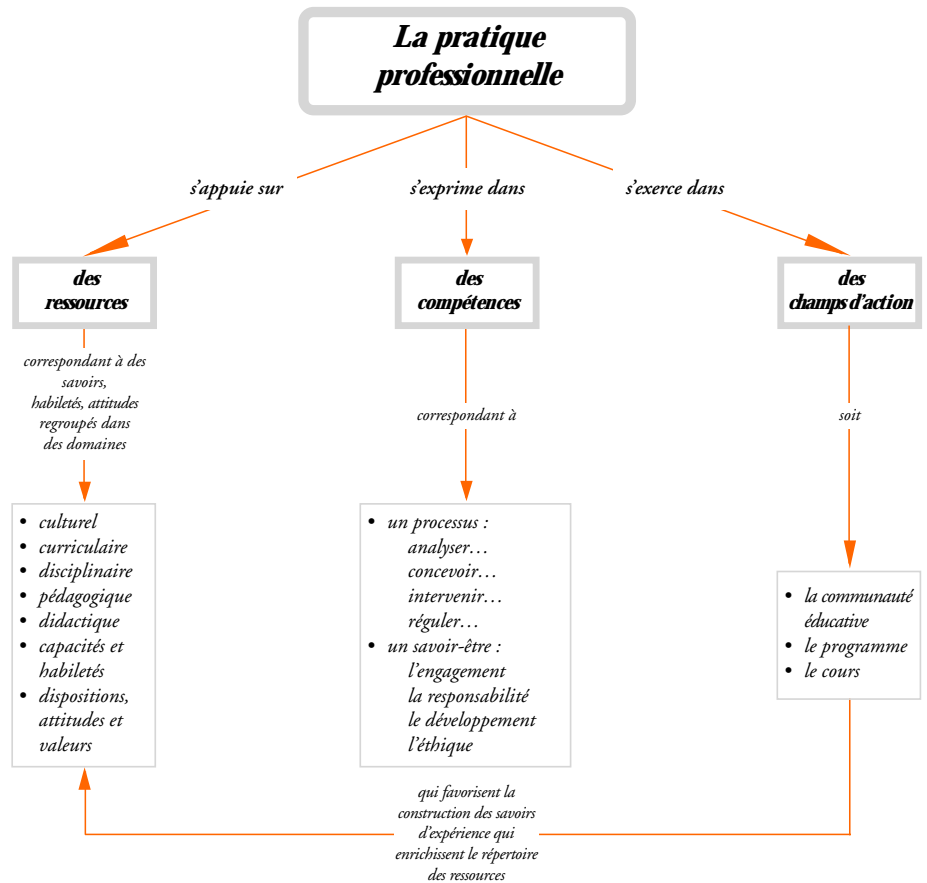 La pratique
professionnelle
s'appuie sur
s'exprime dans
s'exerce dans
des
ressources
des
compétences
des
champs d'action
correspondant à des
savoirs,
habiletés, attitudes
regroupés dans
des domaines
correspondant à
soit
• culturel
• curriculaire
• disciplinaire
• pédagogique
• didactique
• capacités et
habiletés
• dispositions,
attitudes et
valeurs
• un processus :
analyser…
concevoir…
intervenir…
réguler…
• un savoir-être :
l'engagement
la responsabilité
le développement
l'éthique
• la communauté
éducative
• le programme
• le cours
qui favorisent la
construction des savoirs
d'expérience qui
enrichissent le répertoire
des ressources